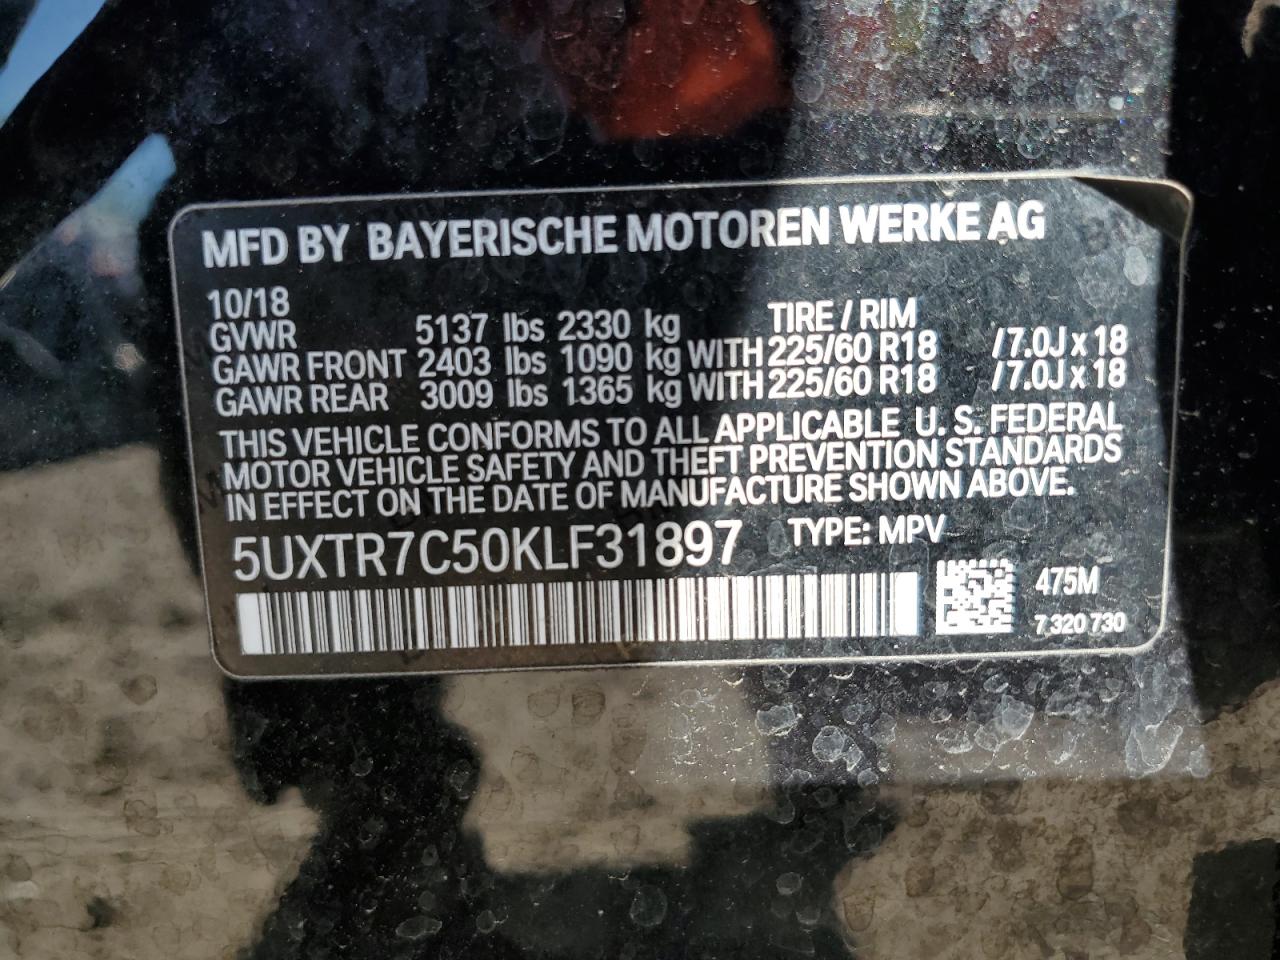 MFD BY BAYERISCHE MOTOREN WERKE AG
10/18 TIRE / RIM
GVWR 5137 lbs 2330 kg
GAWR FRONT 2403 lbs 1090 kg WITH 225/60 R18 /7.0J x 18
GAWR REAR 3009 lbs 1365 kg WITH 225/60 R18 /7.0J x 18
THIS VEHICLE CONFORMS TO ALL APPLICABLE U. S. FEDERAL
MOTOR VEHICLE SAFETY AND THEFT PREVENTION STANDARDS
IN EFFECT ON THE DATE OF MANUFACTURE SHOWN ABOVE.
5UXTR7C50KLF31897 TYPE: MPV
475M
7 320 730